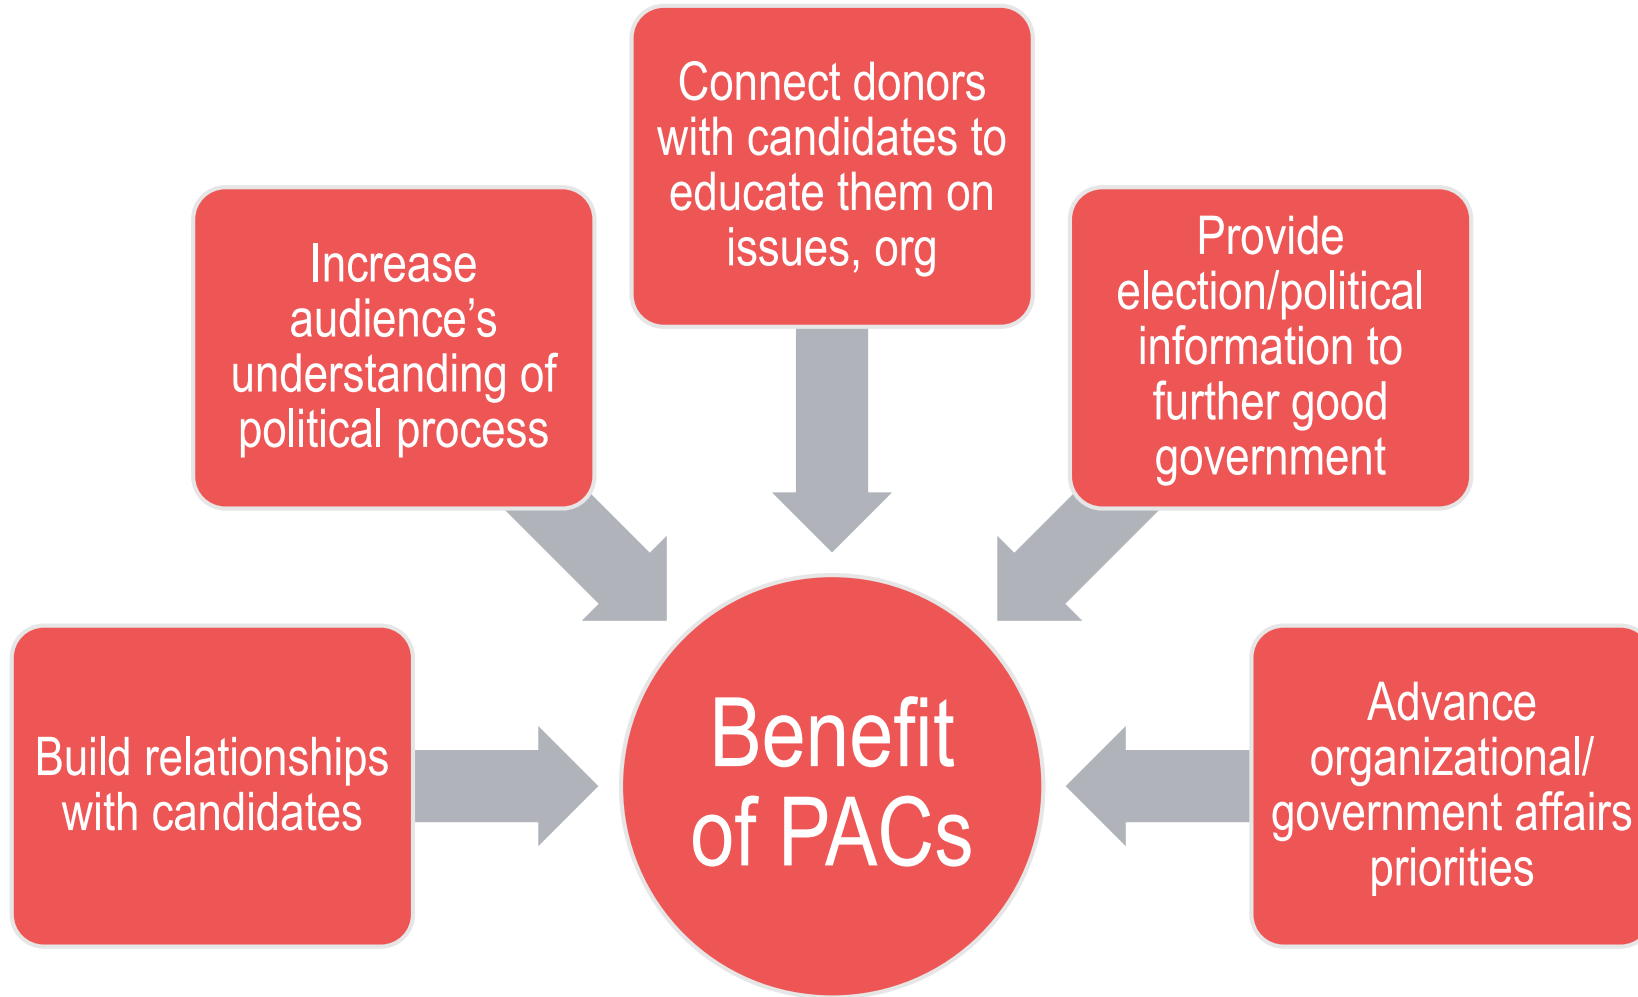 Connect donors
with candidates to
educate them on
issues, org
Increase
audience’s
understanding of
political process
Provide
election/political
information to
further good
government
Build relationships
with candidates
Benefit
of PACs
Advance
organizational/
government affairs
priorities